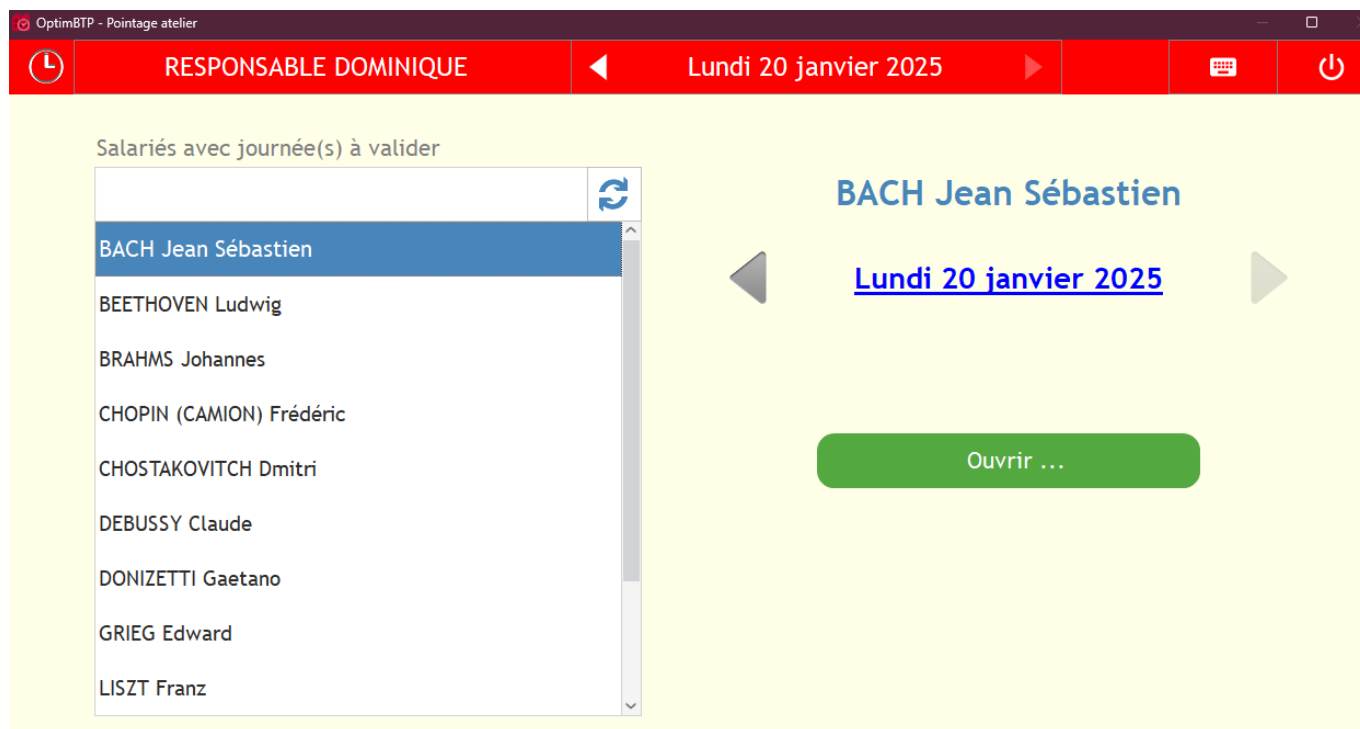 OptimBTP - Pointage atelier
RESPONSABLE DOMINIQUE
Lundi 20 janvier 2025
Salariés avec journée(s) à valider
BACH Jean Sébastien
BEETHOVEN Ludwig
BRAHMS Johannes
CHOPIN (CAMION) Frédéric
CHOSTAKOVITCH Dmitri
DEBUSSY Claude
DONIZETTI Gaetano
GRIEG Edward
LISZT Franz
BACH Jean Sébastien
Lundi 20 janvier 2025
Ouvrir ...